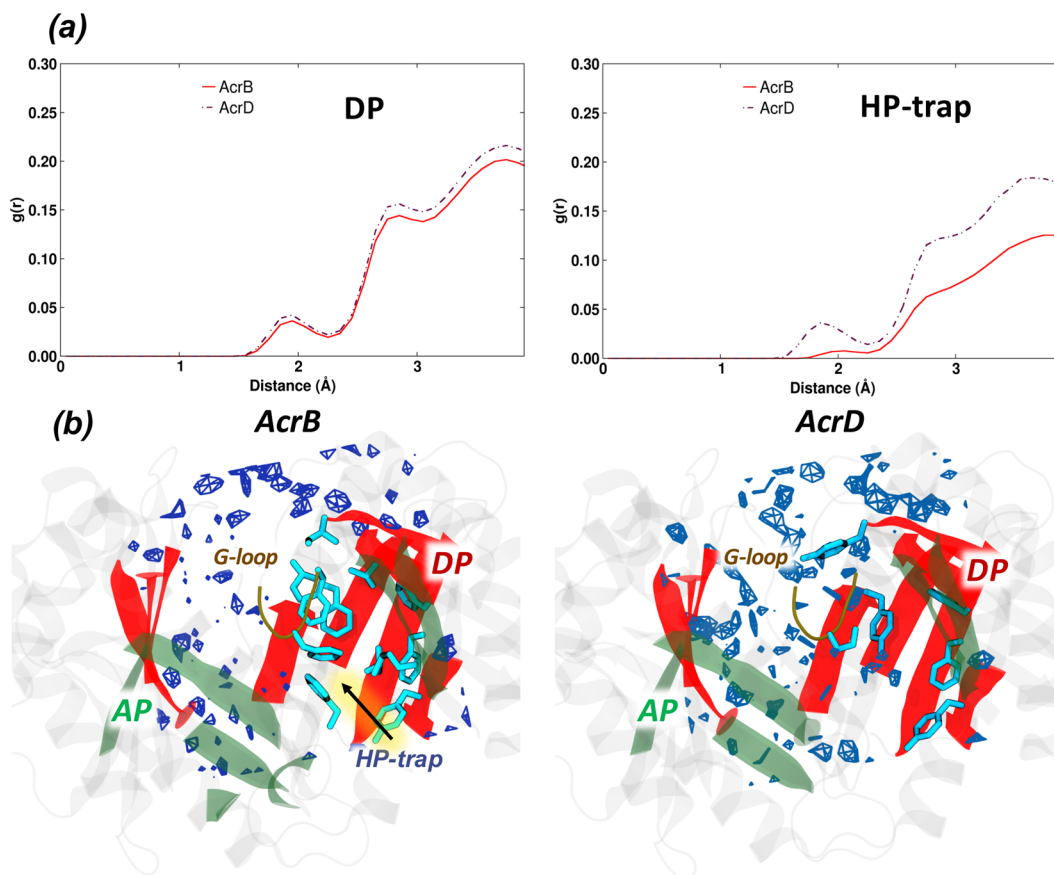 (a)
0.30
0.25
0.20
0.15
0.10
0.05
0.00
g(r)
AcrB
AcrD
DP
0
1
2
3
Distance (Å)
0.30
0.25
0.20
0.15
0.10
0.05
0.00
g(r)
AcrB
AcrD
HP-trap
0
1
2
3
Distance (Å)
(b)
AcrB
G-loop
DP
AP
HP-trap
AcrD
G-loop
DP
AP